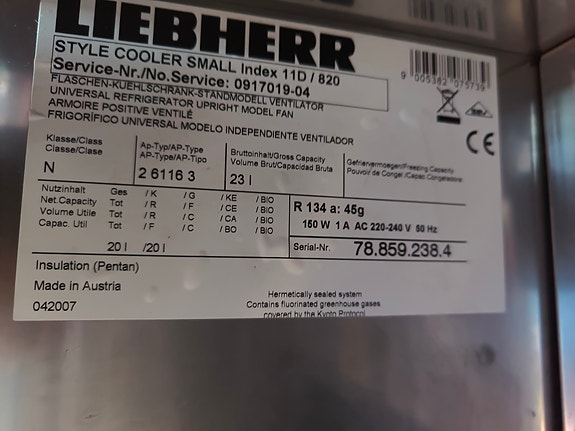 LIEBHERR
STYLE COOLER SMALL Index 11D / 820
Service-Nr./No.Service: 0917019-04
FLASCHEN-KUEHLSCHRANK-STANDMODELL VENTILATOR
UNIVERSAL REFRIGERATOR UPRIGHT MODEL FAN
ARMOIRE POSITIVE VENTILÉ
FRIGORÍFICO UNIVERSAL MODELO INDEPENDIENTE VENTILADOR
9 005382 075739
CE
Klasse/Class
Classe/Clase
N
Ap-Typ/AP-Type
AP-Type/AP-Tipo
2 6116 3
Bruttoinhalt/Gross Capacity
Volume Brut/Capacidad Bruta
23 l
Gefriervermoegen/Freezing Capacity
Pouvoir de Congel./Cap.Congeladora
Nutzinhalt Ges / K / G / KE / BIO
Net.Capacity Tot / R / F / CE / BIO
Volume Utile Tot / R / C / CA / BIO
Capac. Util Tot / F / C / BO / BIO
20 l /20 l
R 134 a: 45g
150 W 1 A AC 220-240 V 50 Hz
Serial-Nr. 78.859.238.4
Insulation (Pentan)
Made in Austria
042007
Hermetically sealed system
Contains fluorinated greenhouse gases
covered by the Kyoto Protocol